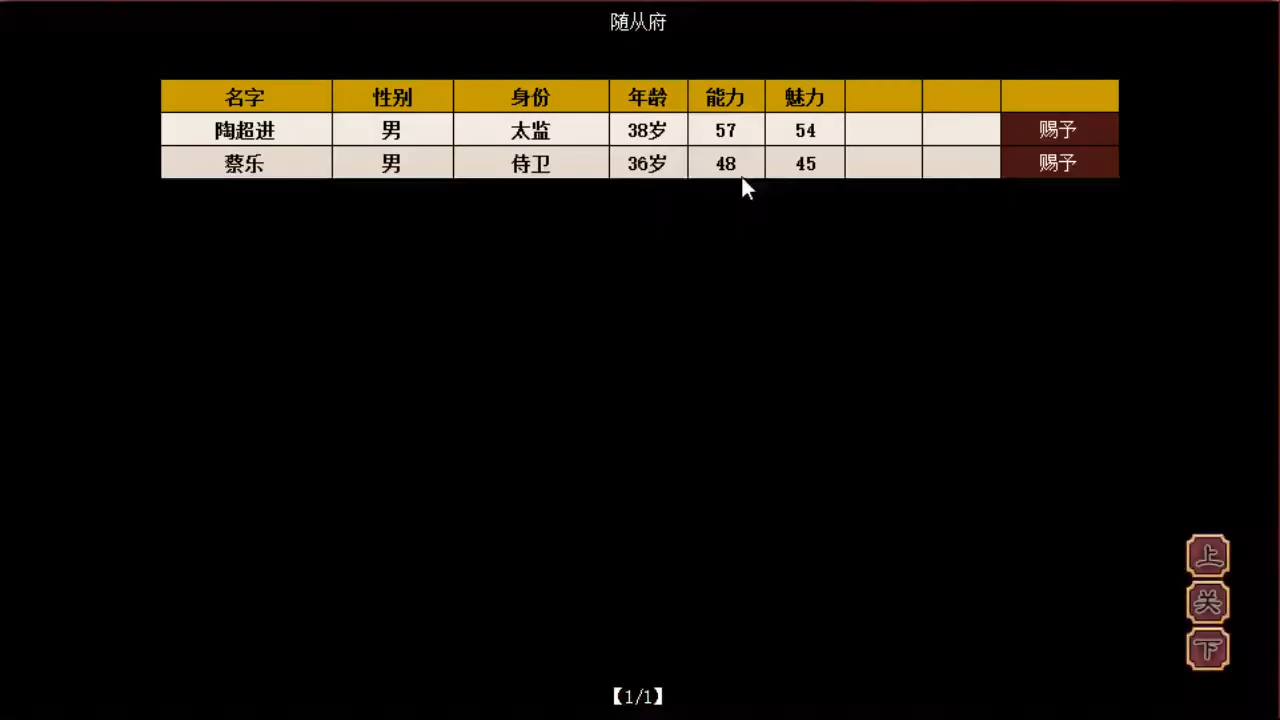 随从府
名字 性别 身份 年龄 能力 魅力
陶超进 男 太监 38岁 57 54 赐予
蔡乐 男 侍卫 36岁 48 45 赐予
上
关
下
【1/1】